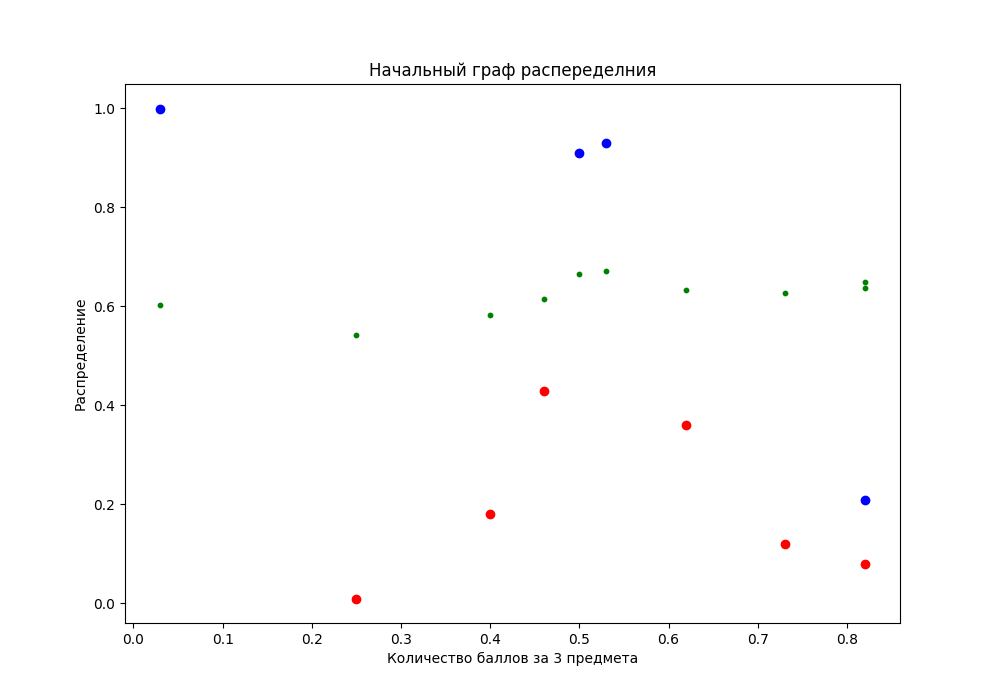 Начальный граф распеределния
1.0
0.8
0.6
0.4
0.2
0.0
Распределение
0.0 0.1 0.2 0.3 0.4 0.5 0.6 0.7 0.8
Количество баллов за 3 предмета